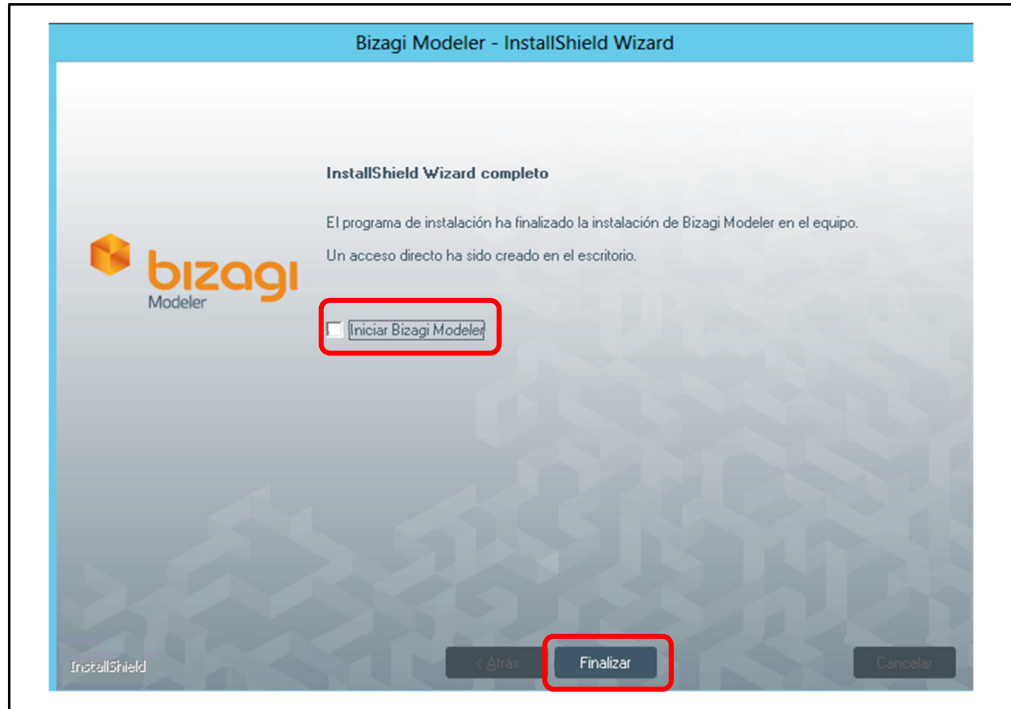 Bizagi Modeler - InstallShield Wizard
InstallShield Wizard completo
El programa de instalación ha finalizado la instalación de Bizagi Modeler en el equipo.
Un acceso directo ha sido creado en el escritorio.
bizagi
Modeler
Iniciar Bizagi Modeler
InstallShield
< Atrás
Finalizar
Cancelar